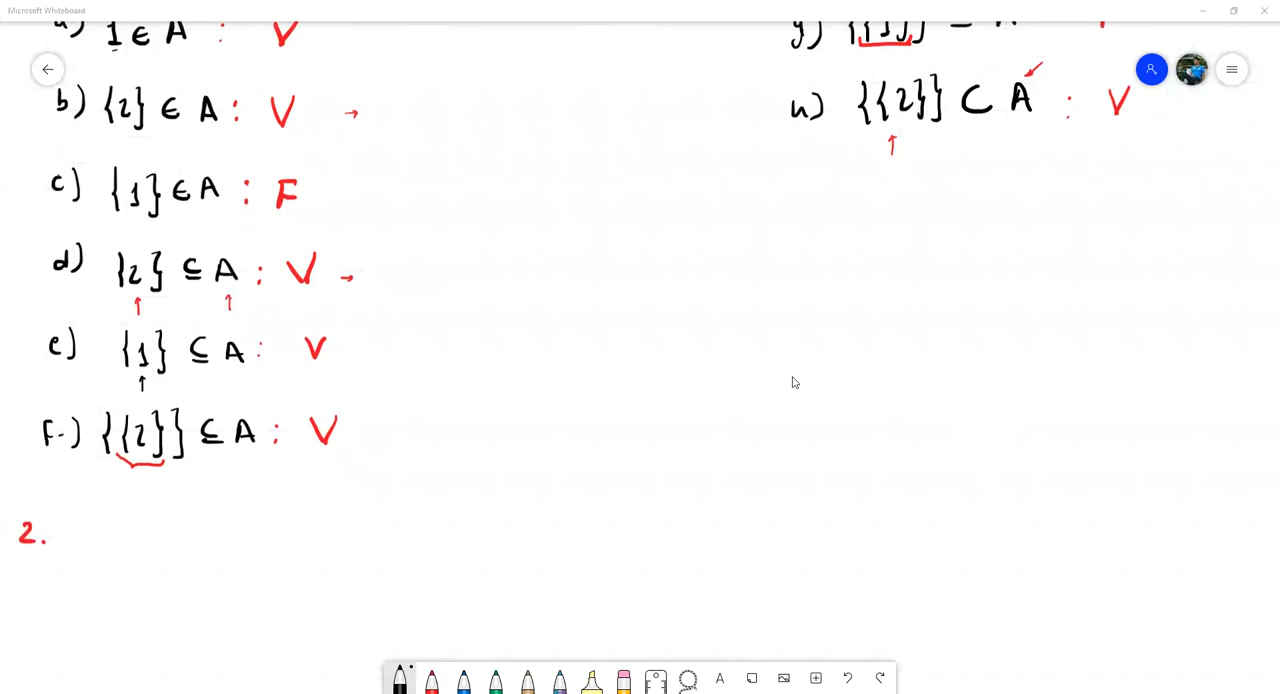 Microsoft Whiteboard
a) 1 ∈ A : V
b) {2} ∈ A : V →
c) {1} ∈ A : F
d) {2} ⊆ A : V →
e) {1} ⊆ A : V
F.) {{2}} ⊆ A : V
2.
g) {{1}} ⊆ A :
h) {{2}} ⊂ A : V